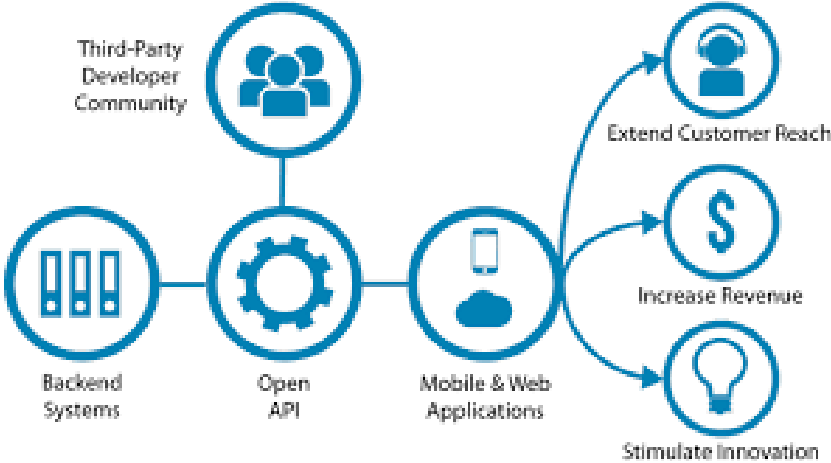 Third-Party
Developer
Community
Extend Customer Reach
Increase Revenue
Backend
Systems
Open
API
Mobile & Web
Applications
Stimulate Innovation